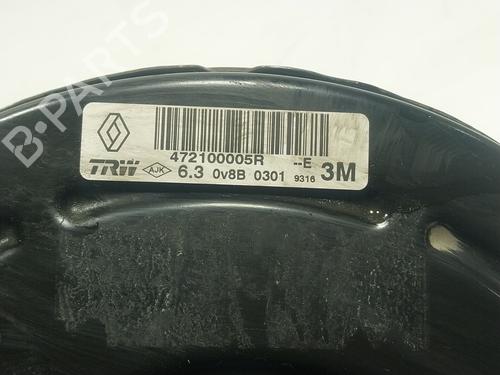 B-PARTS
472100005R --E
TRW AJK 6.3 0v8B 0301 9316 3M